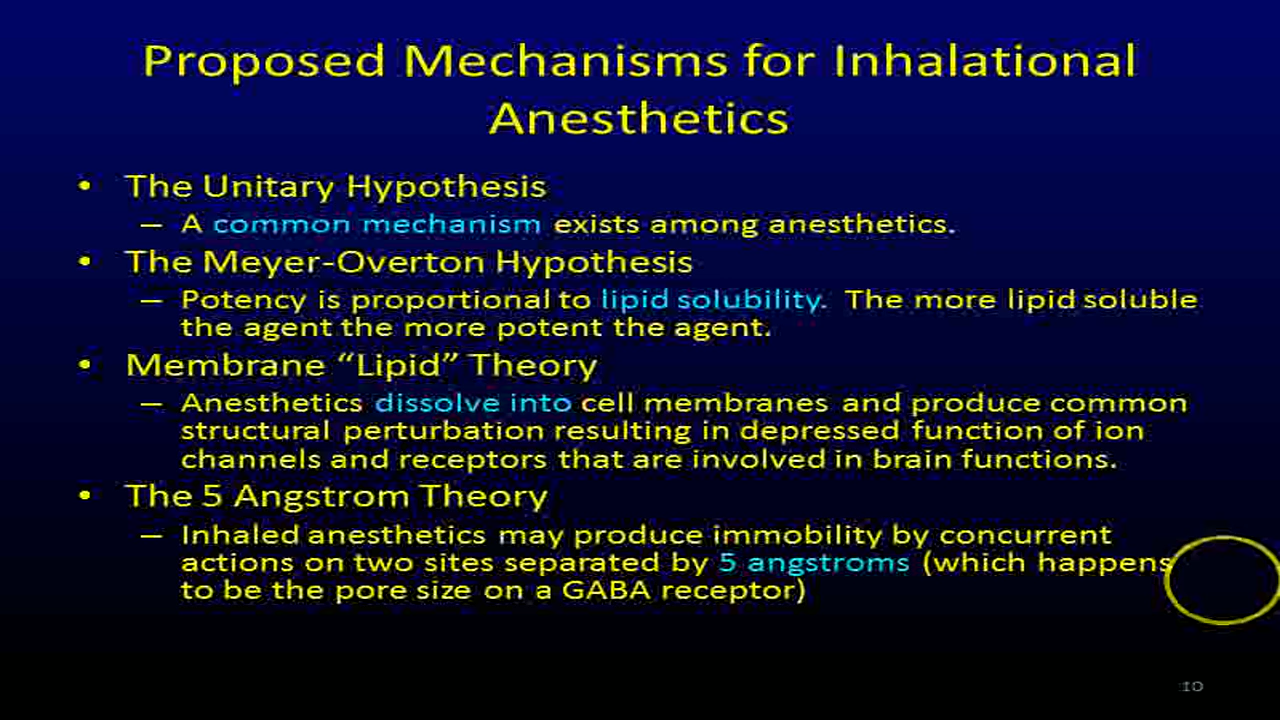 Proposed Mechanisms for Inhalational
Anesthetics
• The Unitary Hypothesis
– A common mechanism exists among anesthetics.
• The Meyer-Overton Hypothesis
– Potency is proportional to lipid solubility. The more lipid soluble
the agent the more potent the agent.
• Membrane “Lipid” Theory
– Anesthetics dissolve into cell membranes and produce common
structural perturbation resulting in depressed function of ion
channels and receptors that are involved in brain functions.
• The 5 Angstrom Theory
– Inhaled anesthetics may produce immobility by concurrent
actions on two sites separated by 5 angstroms (which happens
to be the pore size on a GABA receptor)
10